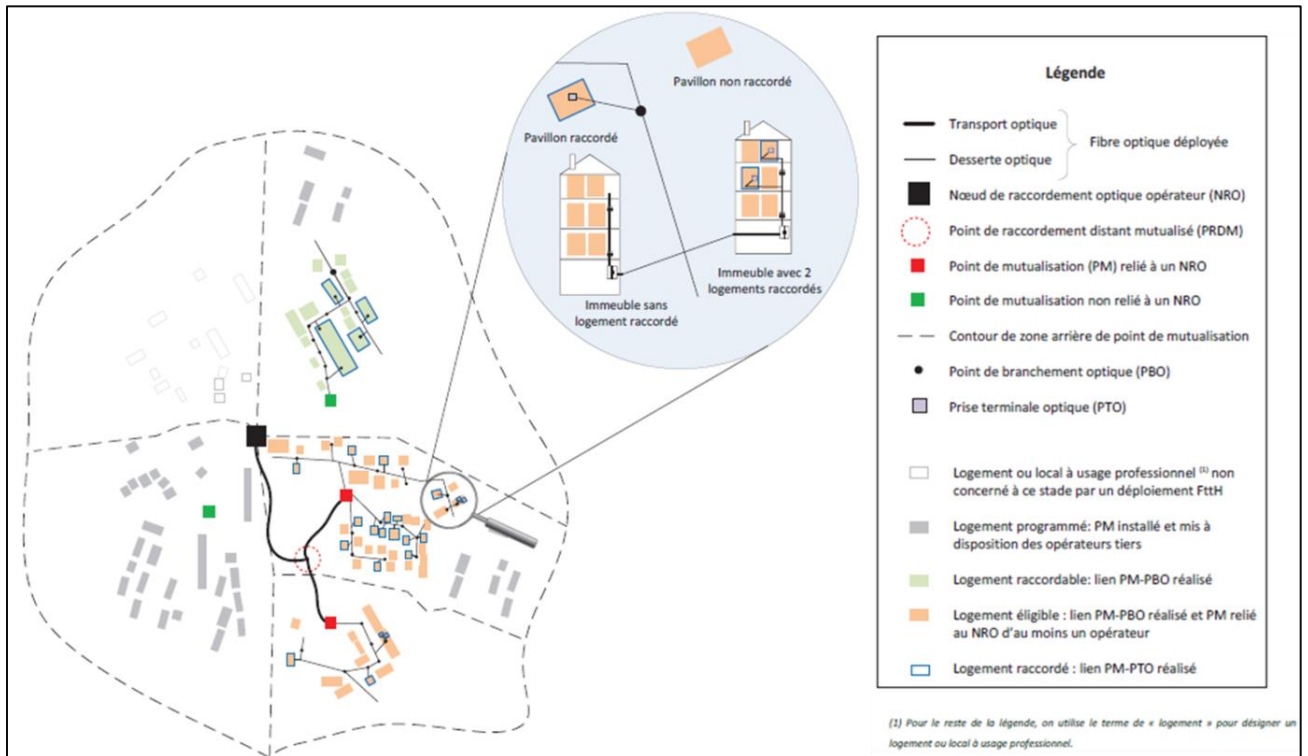 Pavillon non raccordé
Pavillon raccordé
Immeuble sans
logement raccordé
Immeuble avec 2
logements raccordés
Légende
Transport optique
Desserte optique
Fibre optique déployée
Nœud de raccordement optique opérateur (NRO)
Point de raccordement distant mutualisé (PRDM)
Point de mutualisation (PM) relié à un NRO
Point de mutualisation non relié à un NRO
Contour de zone arrière de point de mutualisation
Point de branchement optique (PBO)
Prise terminale optique (PTO)
Logement ou local à usage professionnel (1) non
concerné à ce stade par un déploiement FttH
Logement programmé: PM installé et mis à
disposition des opérateurs tiers
Logement raccordable: lien PM-PBO réalisé
Logement éligible : lien PM-PBO réalisé et PM relié
au NRO d'au moins un opérateur
Logement raccordé : lien PM-PTO réalisé
(1) Pour le reste de la légende, on utilise le terme de « logement » pour désigner un
logement ou local à usage professionnel.